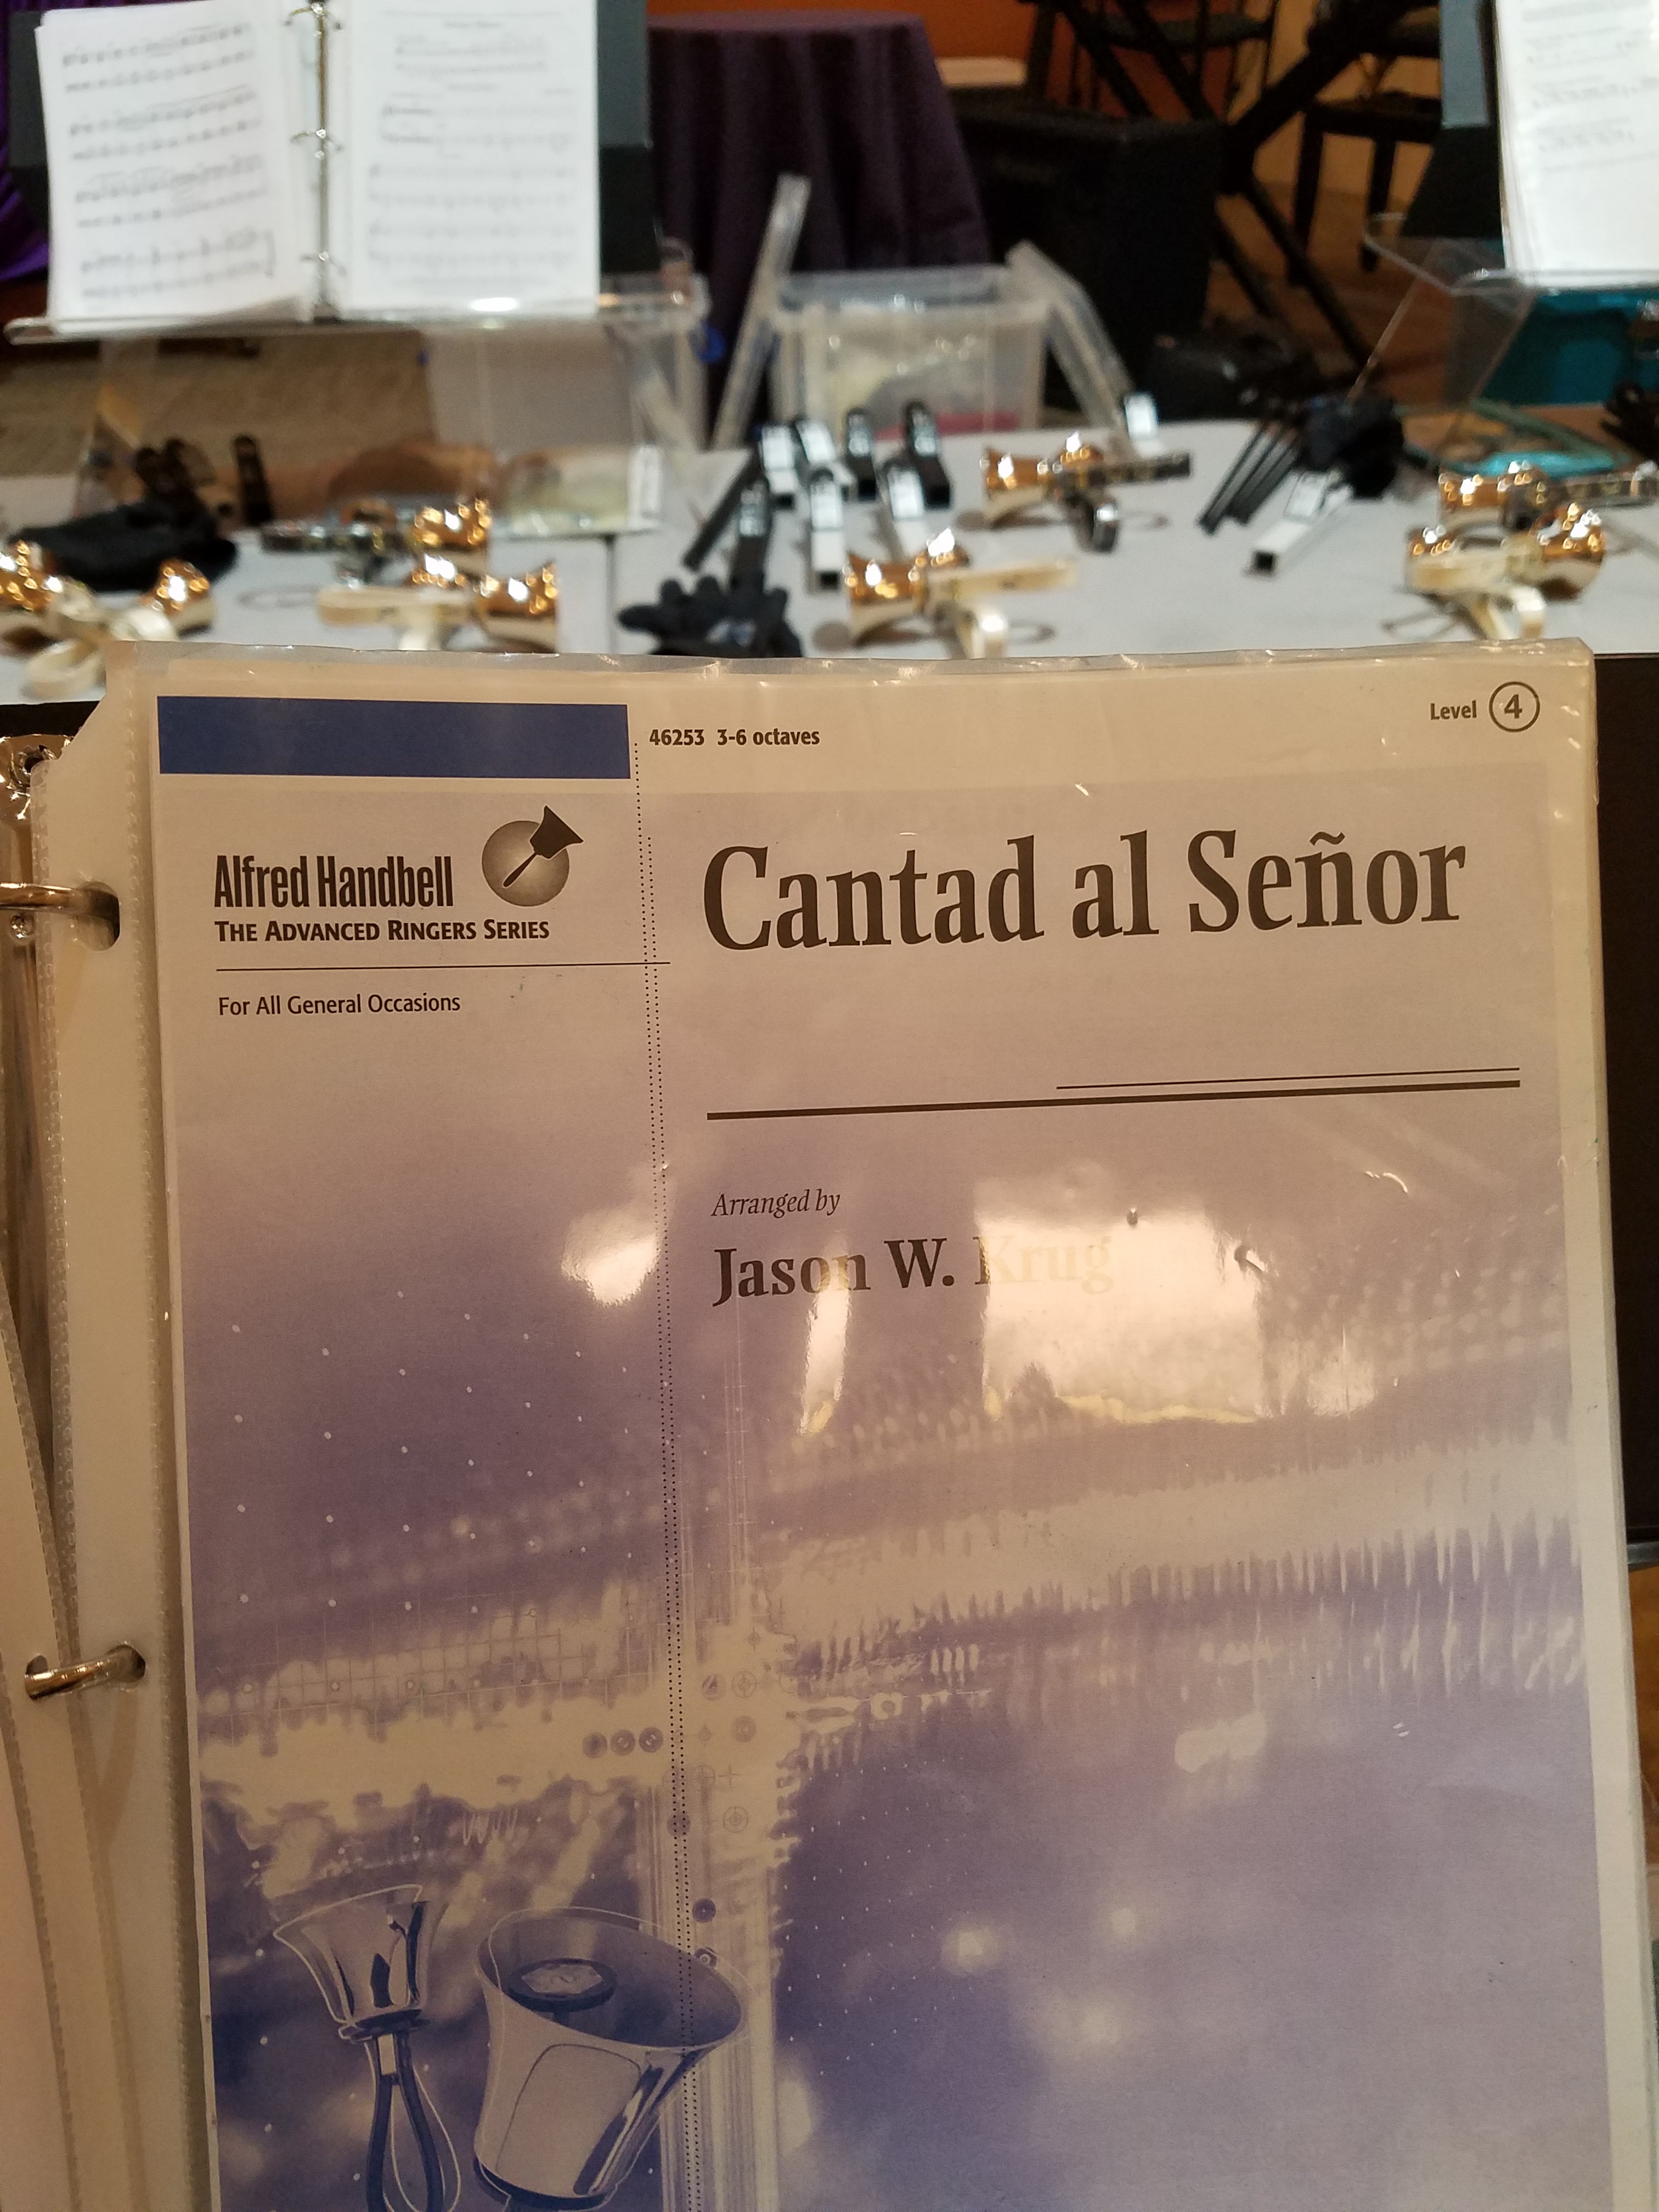 46253 3-6 octaves
Level 4
Alfred Handbell
THE ADVANCED RINGERS SERIES
For All General Occasions
Cantad al Señor
Arranged by
Jason W. Krug